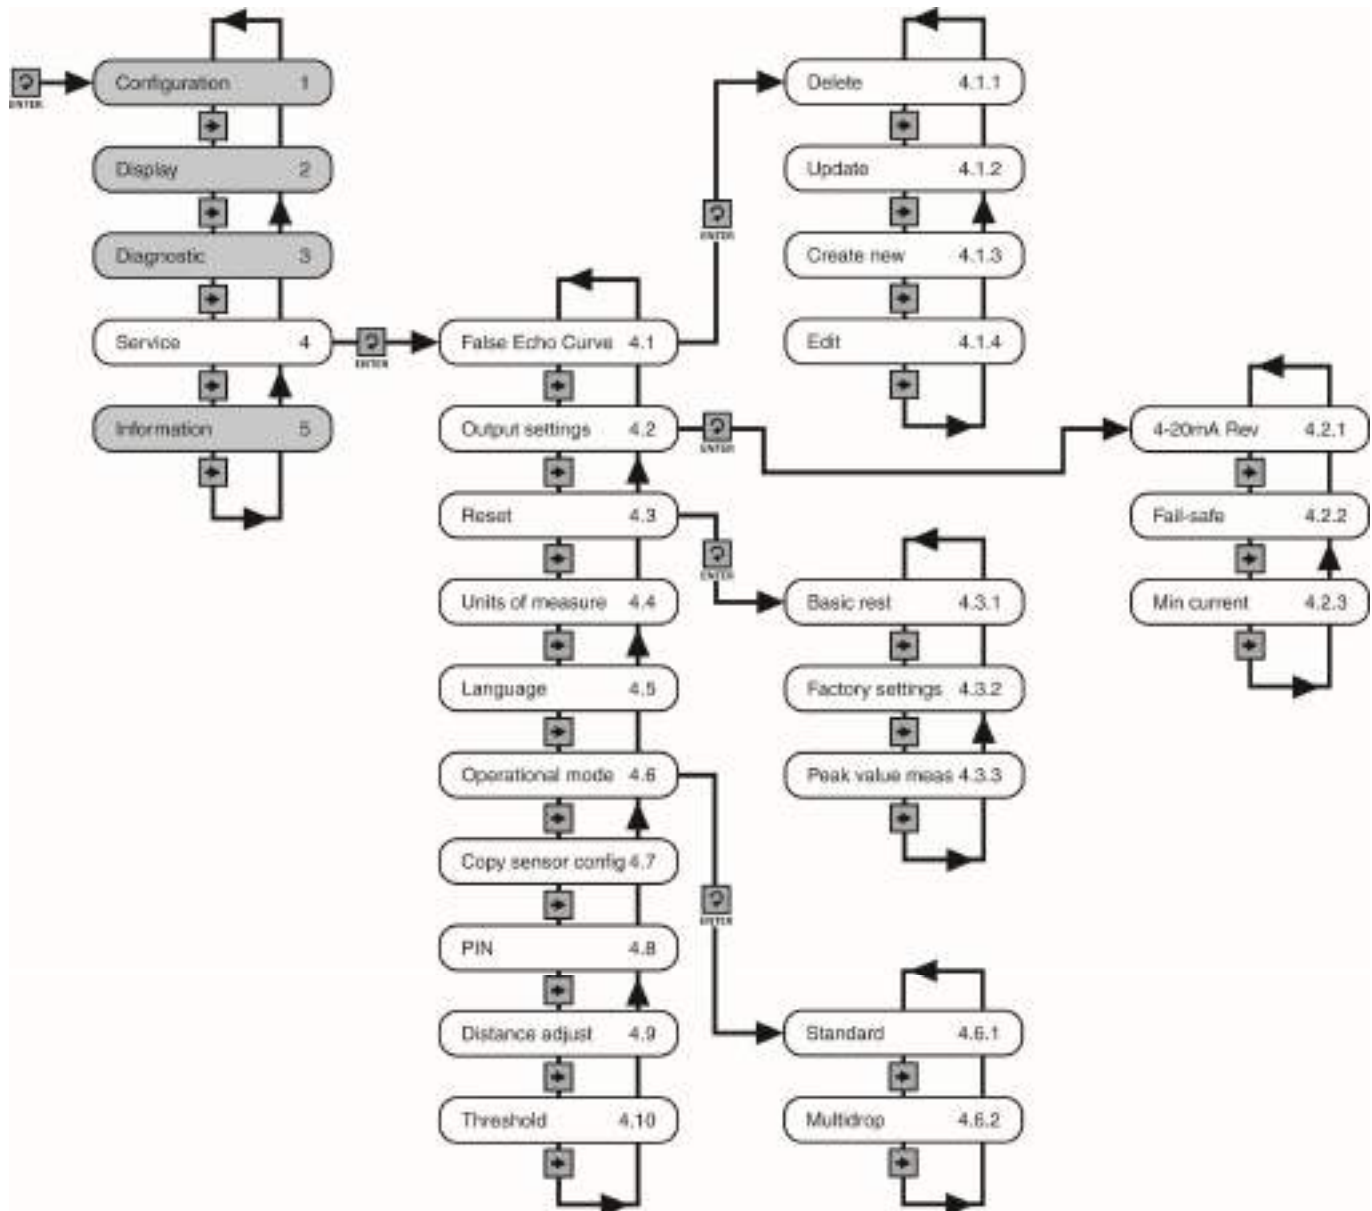 ENTER
Configuration 1
Display 2
Diagnostic 3
Service 4
Information 5
ENTER
False Echo Curve 4.1
Output settings 4.2
Reset 4.3
Units of measure 4.4
Language 4.5
Operational mode 4.6
Copy sensor config 4.7
PIN 4.8
Distance adjust 4.9
Threshold 4.10
ENTER
Delete 4.1.1
Update 4.1.2
Create new 4.1.3
Edit 4.1.4
ENTER
4-20mA Rev 4.2.1
Fail-safe 4.2.2
Min current 4.2.3
ENTER
Basic rest 4.3.1
Factory settings 4.3.2
Peak value meas 4.3.3
ENTER
Standard 4.6.1
Multidrop 4.6.2